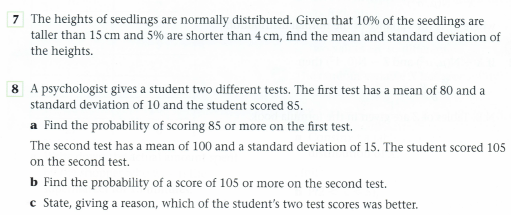 7 The heights of seedlings are normally distributed. Given that 10% of the seedlings are
taller than 15 cm and 5% are shorter than 4 cm, find the mean and standard deviation of
the heights.
8 A psychologist gives a student two different tests. The first test has a mean of 80 and a
standard deviation of 10 and the student scored 85.
a Find the probability of scoring 85 or more on the first test.
The second test has a mean of 100 and a standard deviation of 15. The student scored 105
on the second test.
b Find the probability of a score of 105 or more on the second test.
c State, giving a reason, which of the student's two test scores was better.